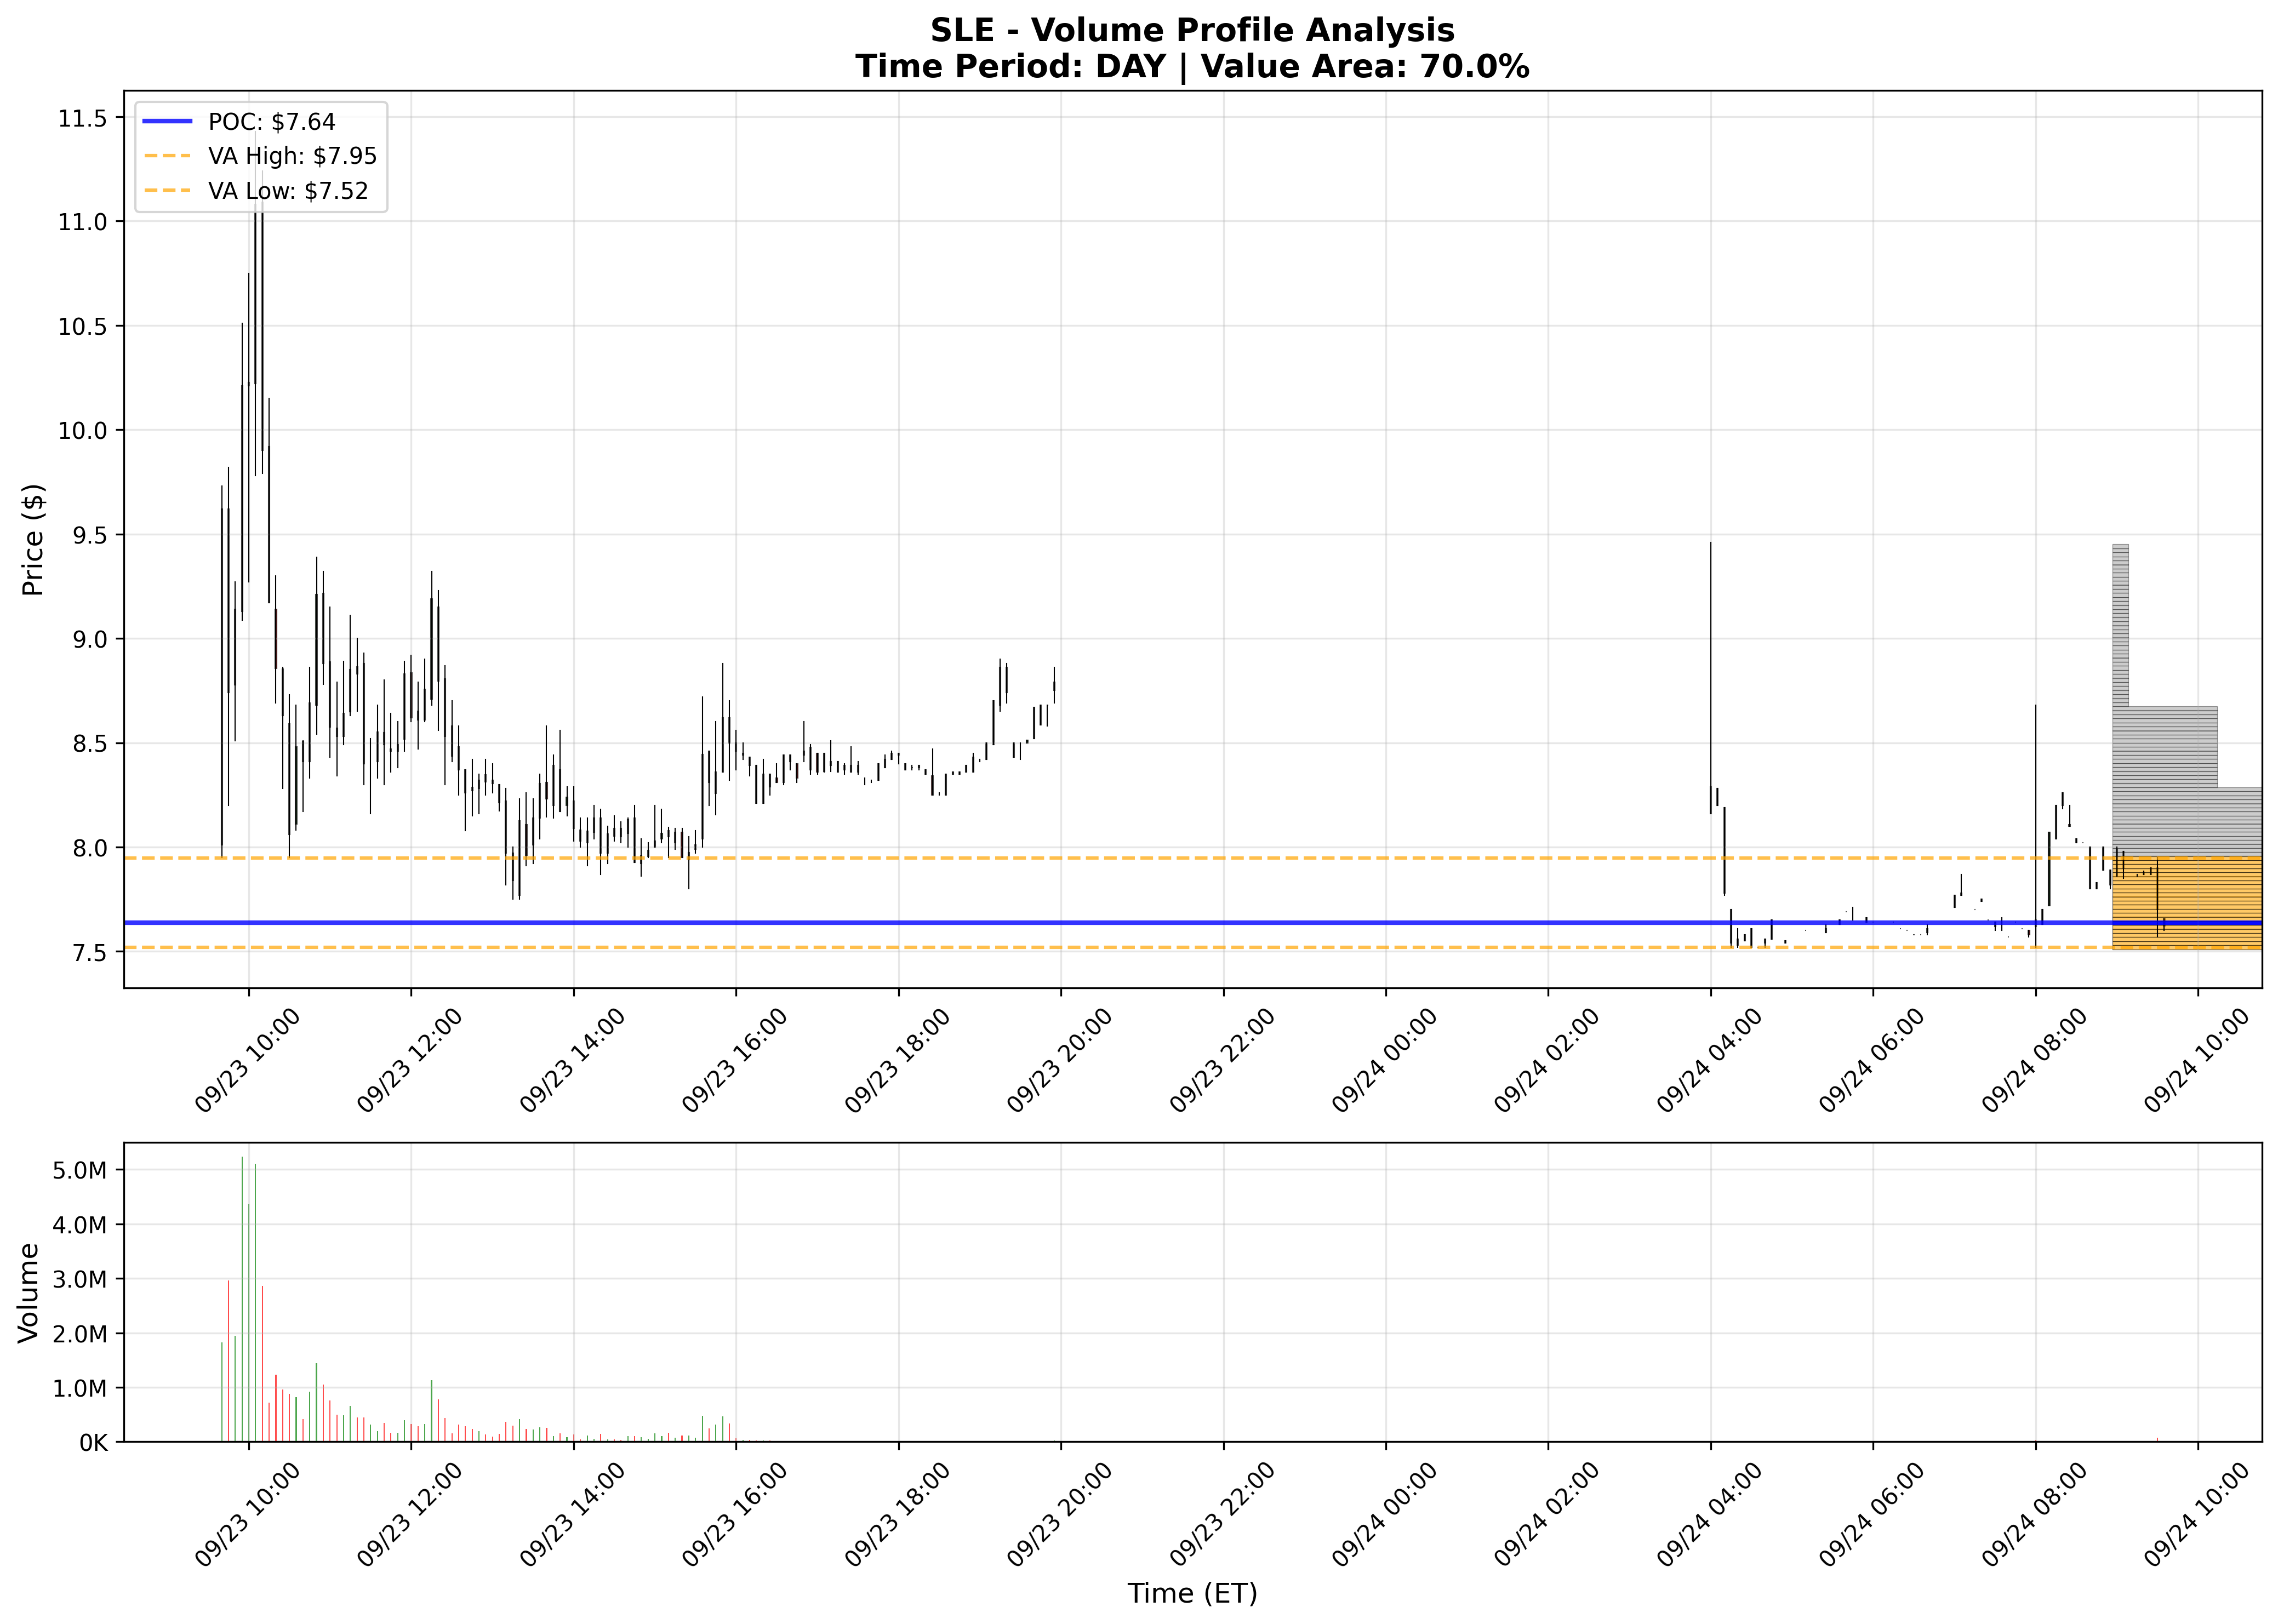 SLE - Volume Profile Analysis
Time Period: DAY | Value Area: 70.0%
POC: $7.64
VA High: $7.95
VA Low: $7.52
Price ($)
11.5
11.0
10.5
10.0
9.5
9.0
8.5
8.0
7.5
09/23 10:00
09/23 12:00
09/23 14:00
09/23 16:00
09/23 18:00
09/23 20:00
09/23 22:00
09/24 00:00
09/24 02:00
09/24 04:00
09/24 06:00
09/24 08:00
09/24 10:00
Volume
5.0M
4.0M
3.0M
2.0M
1.0M
0K
09/23 10:00
09/23 12:00
09/23 14:00
09/23 16:00
09/23 18:00
09/23 20:00
09/23 22:00
09/24 00:00
09/24 02:00
09/24 04:00
09/24 06:00
09/24 08:00
09/24 10:00
Time (ET)